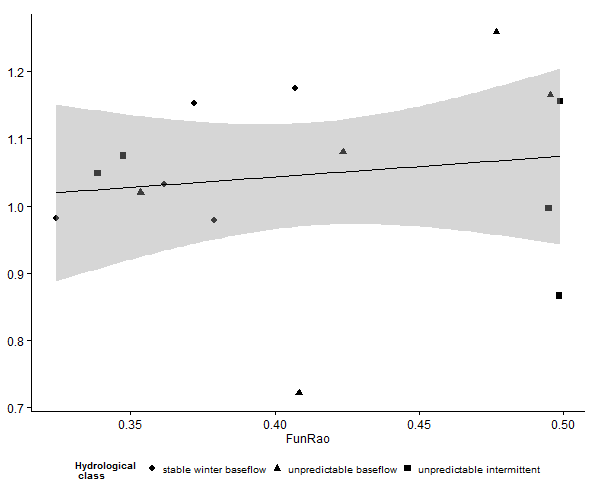 1.2
1.1
1.0
0.9
0.8
0.7
0.35 0.40 0.45 0.50
FunRao
Hydrological
class
stable winter baseflow unpredictable baseflow unpredictable intermittent